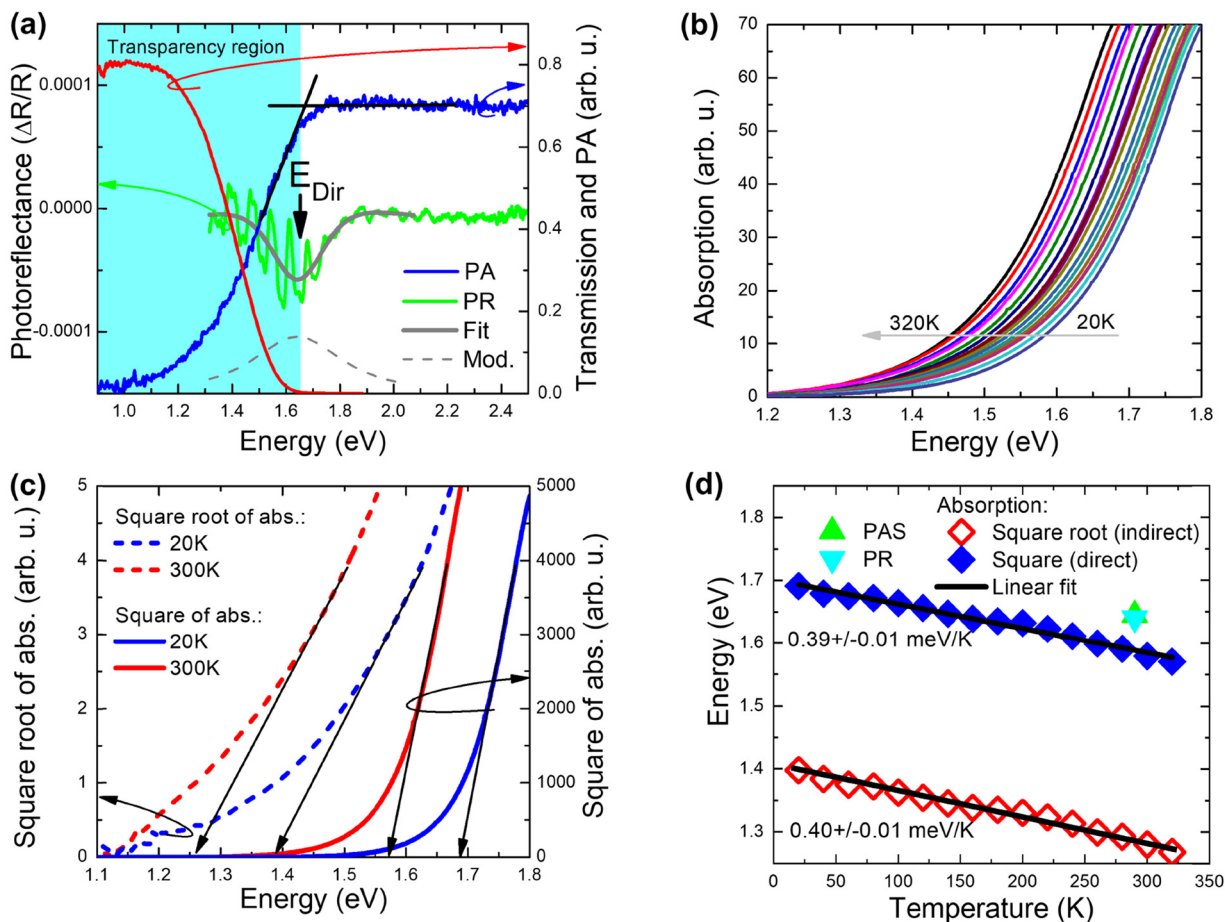 (a)
Transparency region
Photoreflectance (ΔR/R)
0.0001
0.0000
-0.0001
E_Dir
PA
PR
Fit
Mod.
0.8
0.6
0.4
0.2
0.0
Transmission and PA (arb. u.)
1.0 1.2 1.4 1.6 1.8 2.0 2.2 2.4
Energy (eV)
(b)
Absorption (arb. u.)
70
60
50
40
30
20
10
0
320K 20K
1.2 1.3 1.4 1.5 1.6 1.7 1.8
Energy (eV)
(c)
Square root of abs. (arb. u.)
5
4
3
2
1
0
Square root of abs.:
20K
300K
Square of abs.:
20K
300K
5000
4000
3000
2000
1000
0
Square of abs. (arb. u.)
1.1 1.2 1.3 1.4 1.5 1.6 1.7 1.8
Energy (eV)
(d)
Energy (eV)
1.8
1.7
1.6
1.5
1.4
1.3
Absorption:
PAS Square root (indirect)
PR Square (direct)
Linear fit
0.39+/-0.01 meV/K
0.40+/-0.01 meV/K
0 50 100 150 200 250 300 350
Temperature (K)